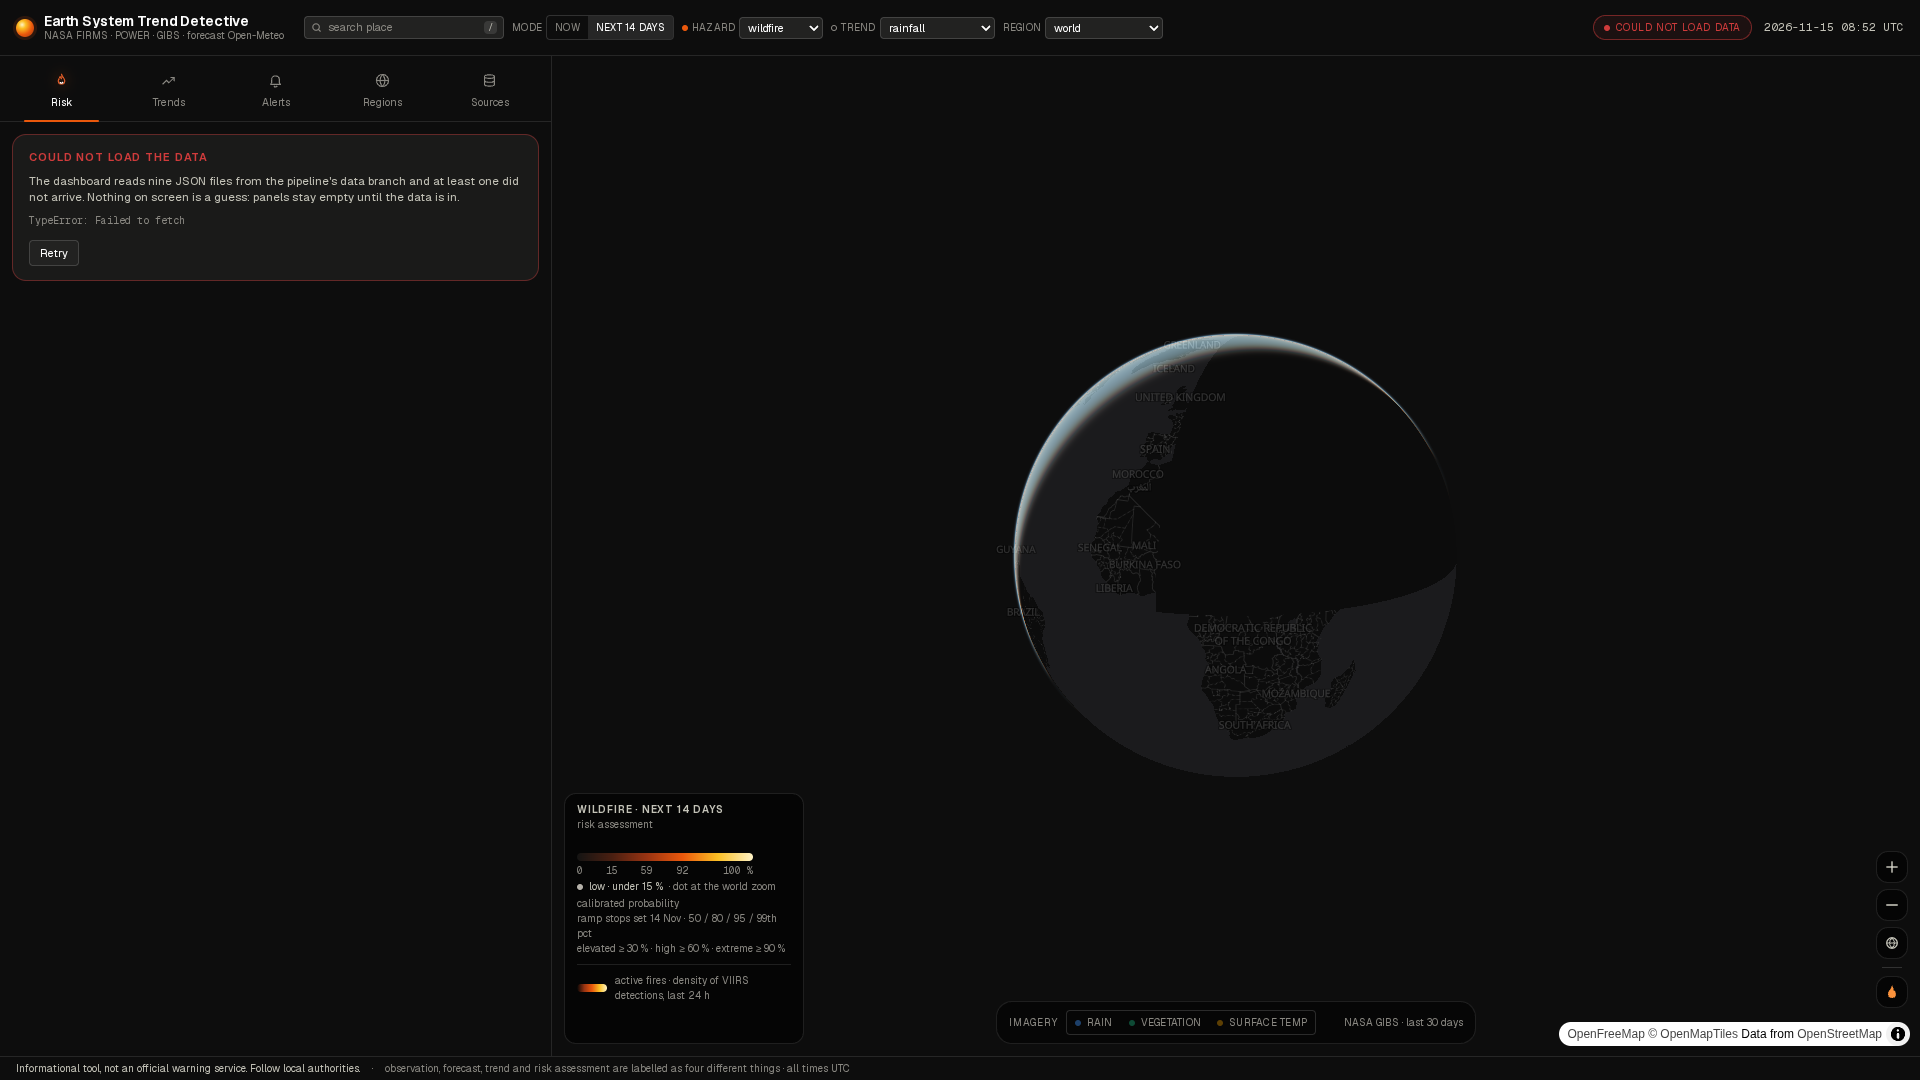 Earth System Trend Detective
NASA FIRMS · POWER · GIBS · forecast Open-Meteo
search place
/
MODE
NOW
NEXT 14 DAYS
HAZARD
wildfire
TREND
rainfall
REGION
world
COULD NOT LOAD DATA
2026-11-15 08:52 UTC
Risk
Trends
Alerts
Regions
Sources
COULD NOT LOAD THE DATA
The dashboard reads nine JSON files from the pipeline's data branch and at least one did
not arrive. Nothing on screen is a guess: panels stay empty until the data is in.
TypeError: Failed to fetch
Retry
GREENLAND
ICELAND
UNITED KINGDOM
SPAIN
MOROCCO
المغرب
GUYANA
SENEGAL
MALI
BURKINA FASO
LIBERIA
BRAZIL
DEMOCRATIC REPUBLIC
OF THE CONGO
ANGOLA
MOZAMBIQUE
SOUTH AFRICA
WILDFIRE · NEXT 14 DAYS
risk assessment
0 15 59 92 100 %
low · under 15 % · dot at the world zoom
calibrated probability
ramp stops set 14 Nov · 50 / 80 / 95 / 99th
pct
elevated ≥ 30 % · high ≥ 60 % · extreme ≥ 90 %
active fires · density of VIIRS
detections, last 24 h
IMAGERY
RAIN
VEGETATION
SURFACE TEMP
NASA GIBS · last 30 days
OpenFreeMap © OpenMapTiles Data from OpenStreetMap
Informational tool, not an official warning service. Follow local authorities. · observation, forecast, trend and risk assessment are labelled as four different things · all times UTC